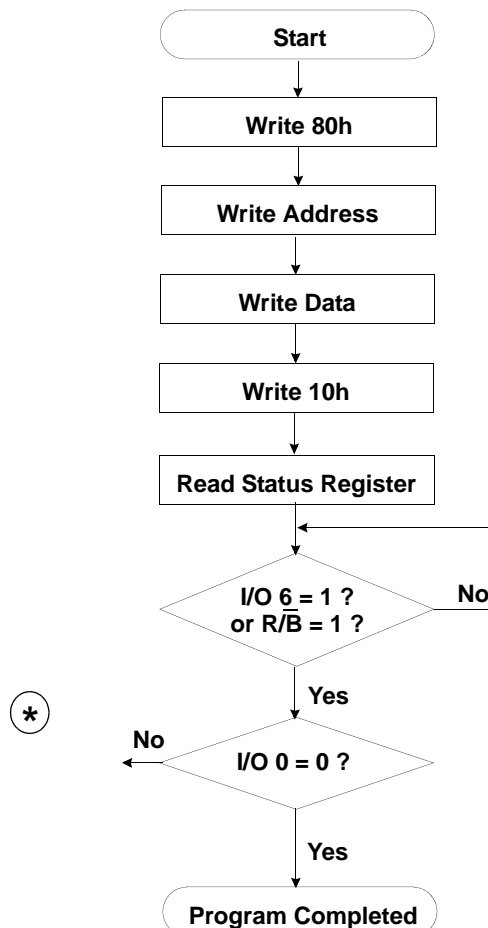 Start
Write 80h
Write Address
Write Data
Write 10h
Read Status Register
I/O 6 = 1 ?
or R/B̅ = 1 ?
No
Yes
*
No
I/O 0 = 0 ?
Yes
Program Completed